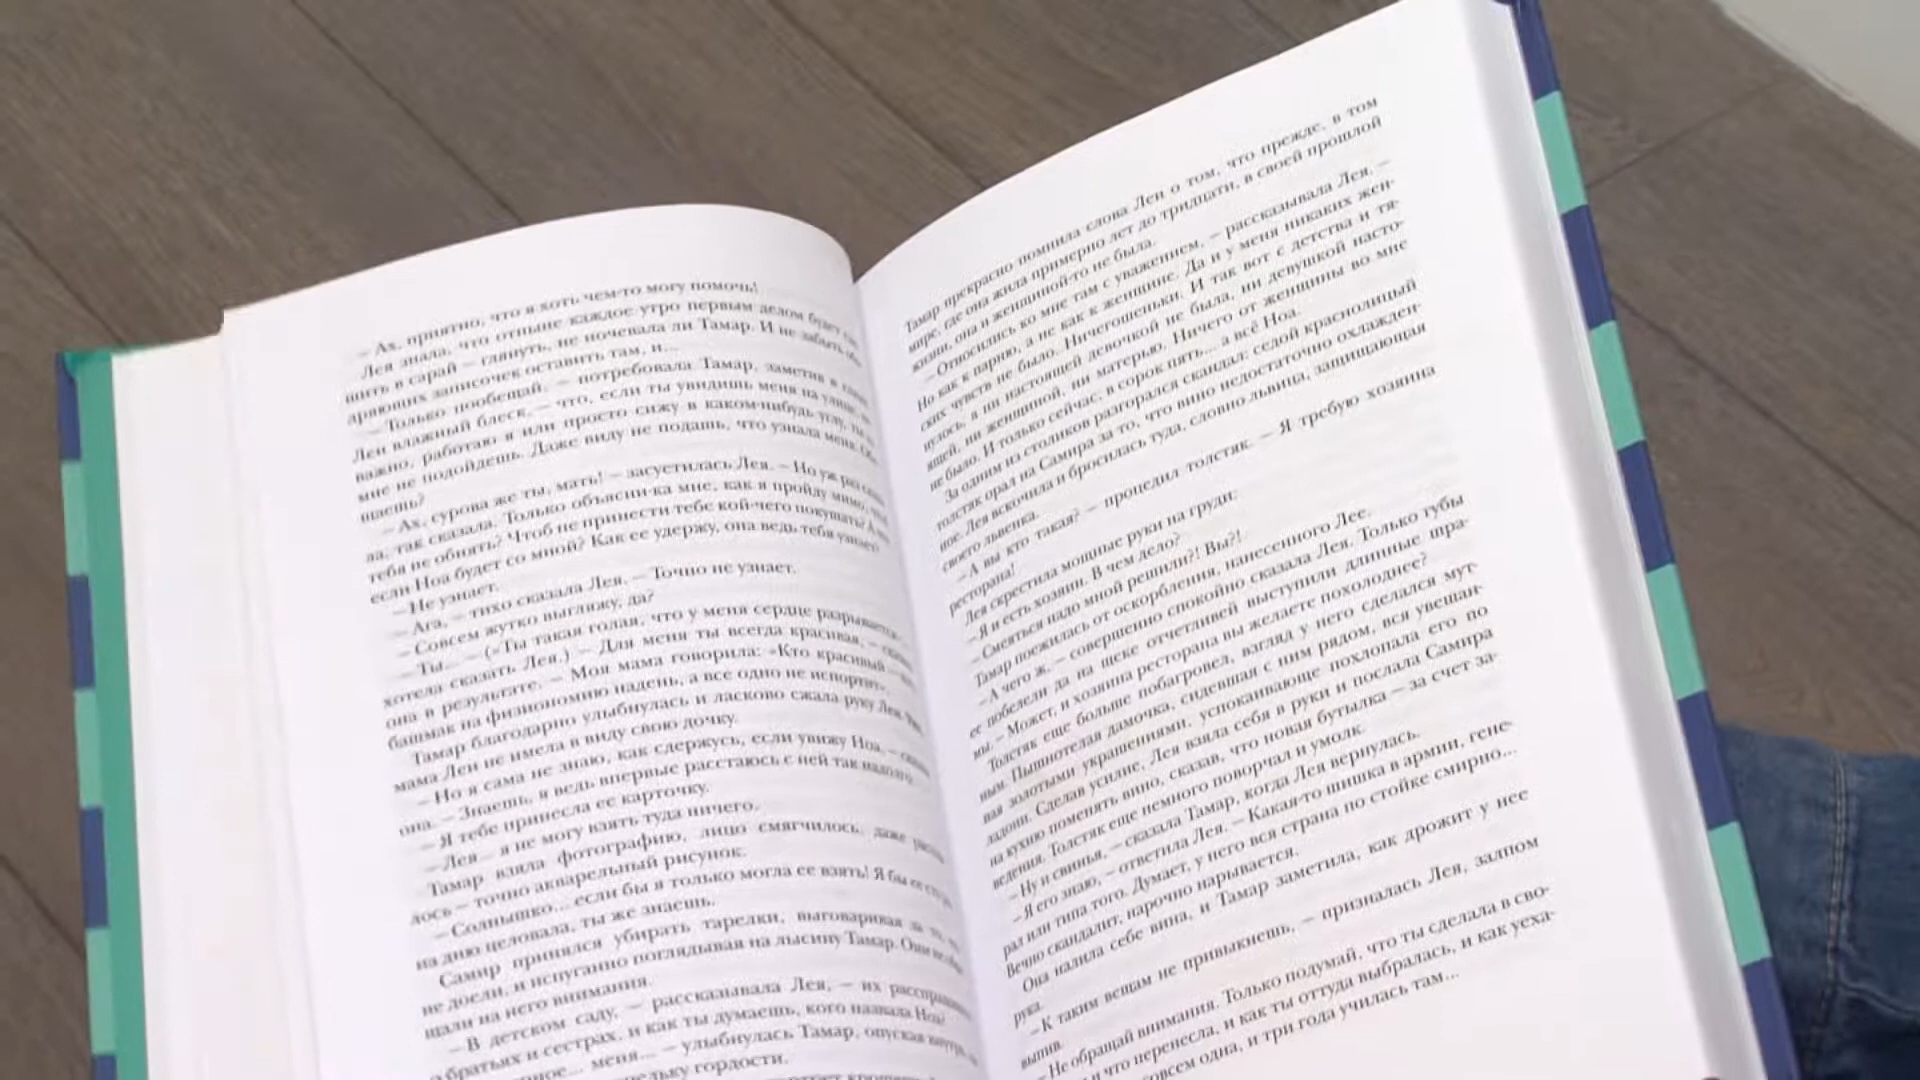 – Ах, приятно, что я хоть чем-то могу помочь!
Лея знала, что отныне каждое утро первым делом будет
шить в сарай – глянуть, не ночевала ли Тамар. И не забыть
дряющих записочек оставить там, и...
– Только пообещай, – потребовала Тамар, заметив в
Леи влажный блеск, – что, если ты увидишь меня на улице,
важно, работаю я или просто сижу в каком-нибудь углу, ты
мне не подойдешь. Даже виду не подашь, что узнала меня.
щаешь?
– Ах, сурова же ты, мать! – засуетилась Лея. – Но уж раз
ла, так сказала. Только объясни-ка мне, как я пройду мимо,
тебя не обнять? Чтоб не принести тебе кой-чего покушать? А
если Ноа будет со мной? Как ее удержу, она ведь тебя узнает?
– Не узнает.
– Ага, – тихо сказала Лея. – Точно не узнает.
– Совсем жутко выгляжу, да?
– Ты... – («Ты такая голая, что у меня сердце разрывается»,
хотела сказать Лея.) – Для меня ты всегда красивая, –
она в результате. – Моя мама говорила: «Кто красивый –
башмак на физиономию надень, а все одно не испортит».
Тамар благодарно улыбнулась и ласково сжала руку Леи.
мама Леи не имела в виду свою дочку.
– Но я сама не знаю, как сдержусь, если увижу Ноа, –
она. – Знаешь, я ведь впервые расстаюсь с ней так надолго.
– Я тебе принесла ее карточку.
– Лея... я не могу взять туда ничего.
Тамар взяла фотографию, лицо смягчилось, даже
лось – точно акварельный рисунок.
– Солнышко... если бы я только могла ее взять! Я бы ее
на дню целовала, ты же знаешь.
Самир принялся убирать тарелки, выговаривая за то,
не доели, и испуганно поглядывая на лысину Тамар. Они не
щали на него внимания.
– В детском саду, – рассказывала Лея, – их расспрашивали
о братьях и сестрах, и как ты думаешь, кого назвала Ноа?
меня... – улыбнулась Тамар, опуская внутрь
гордости.
Тамар прекрасно помнила слова Леи о том, что прежде, в том
мире, где она жила примерно лет до тридцати, в своей прошлой
жизни, она и женщиной-то не была.
– Относились ко мне там с уважением, – рассказывала Лея. –
Но как к парню, а не как к женщине. Да и у меня никаких жен-
ских чувств не было. Ничегошеньки. И так вот с детства и тя-
нулось, я ни настоящей девочкой не была, ни девушкой насто-
ящей, ни женщиной, ни матерью. Ничего от женщины во мне
не было. И только сейчас, в сорок пять... а всё Ноа.
За одним из столиков разгорался скандал: седой краснолицый
толстяк орал на Самира за то, что вино недостаточно охлажден-
ное. Лея вскочила и бросилась туда, словно львица, защищающая
своего львенка.
– А вы кто такая? – процедил толстяк. – Я требую хозяина
ресторана!
Лея скрестила мощные руки на груди:
– Я и есть хозяин. В чем дело?
– Смеяться надо мной решили?! Вы?!
Тамар поежилась от оскорбления, нанесенного Лее.
– А чего ж, – совершенно спокойно сказала Лея. Только губы
ее побелели да на щеке отчетливей выступили длинные шра-
мы. – Может, и хозяина ресторана вы желаете похолоднее?
Толстяк еще больше побагровел, взгляд у него сделался мут-
ным. Пышнотелая дамочка, сидевшая с ним рядом, вся увешан-
ная золотыми украшениями, успокаивающе похлопала его по
ладони. Сделав усилие, Лея взяла себя в руки и послала Самира
на кухню поменять вино, сказав, что новая бутылка – за счет за-
ведения. Толстяк еще немного поворчал и умолк.
– Ну и свинья, – сказала Тамар, когда Лея вернулась.
– Я его знаю, – ответила Лея. – Какая-то шишка в армии, гене-
рал или типа того. Думает, у него вся страна по стойке смирно...
Вечно скандалит, нарочно нарывается.
Она налила себе вина, и Тамар заметила, как дрожит у нее
рука.
– К таким вещам не привыкнешь, – призналась Лея, залпом
выпив.
– Не обращай внимания. Только подумай, что ты сделала в сво-
и что перенесла, и как ты оттуда выбралась, и как уеха-
совсем одна, и три года училась там...